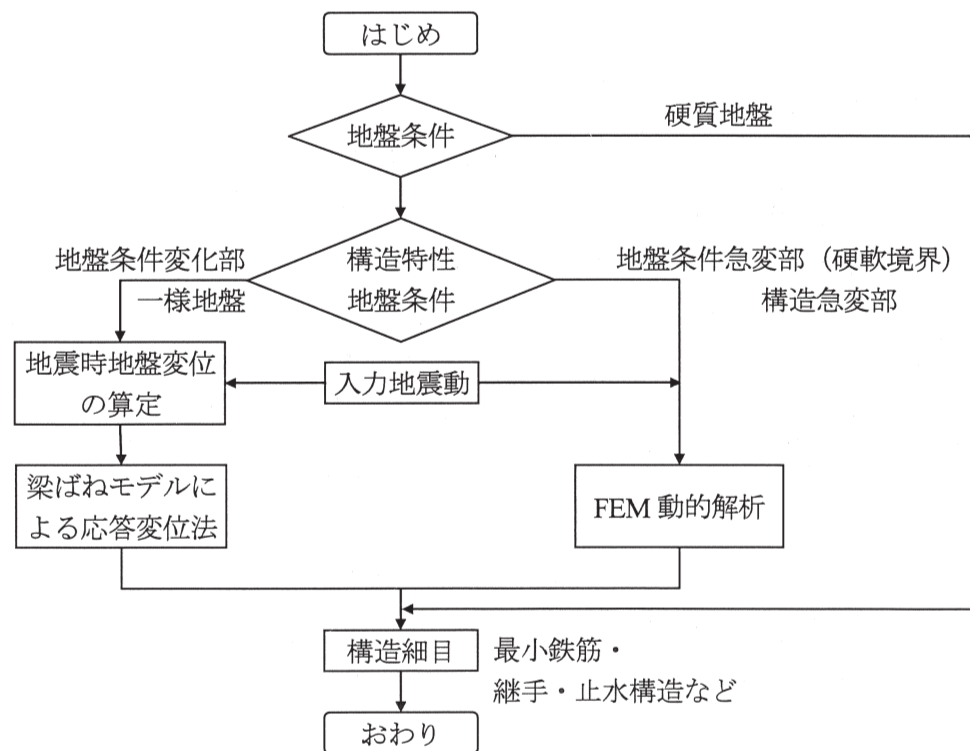 はじめ
硬質地盤
地盤条件
地盤条件変化部
一様地盤
構造特性
地盤条件
地盤条件急変部（硬軟境界）
構造急変部
地震時地盤変位
の算定
入力地震動
梁ばねモデルに
よる応答変位法
FEM 動的解析
構造細目
最小鉄筋・
継手・止水構造など
おわり